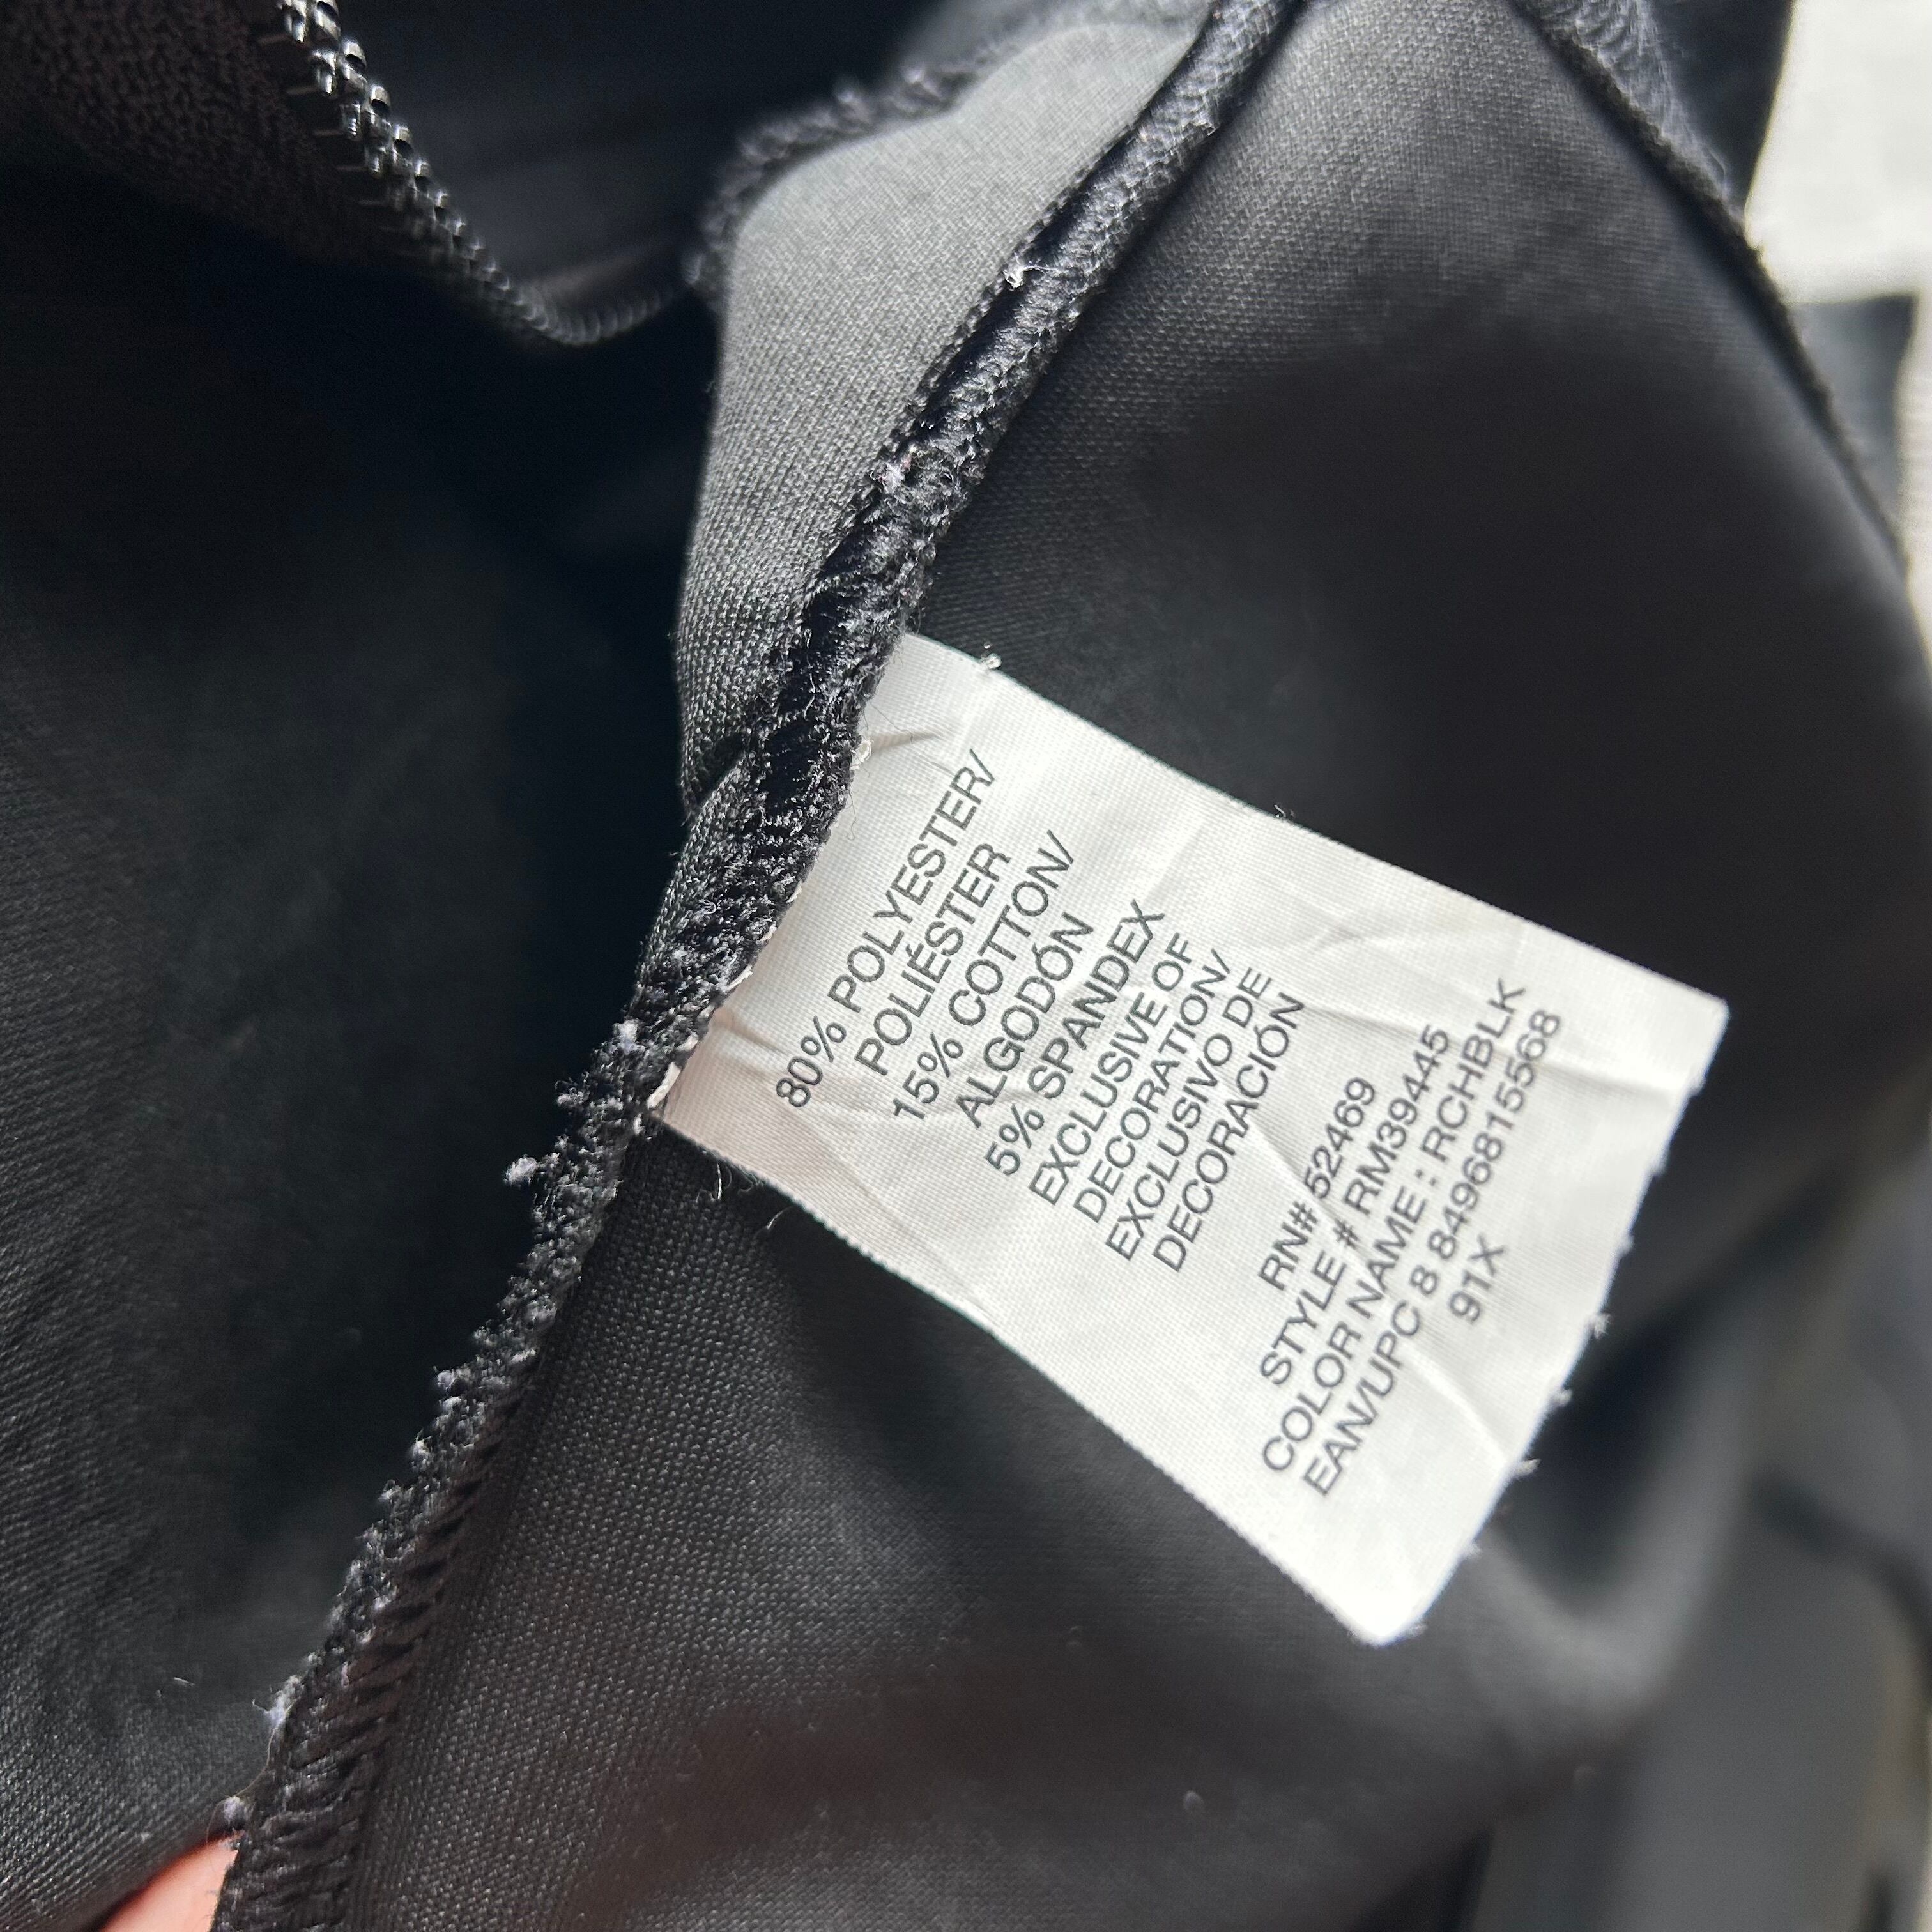 80% POLYESTER/
POLIÉSTER
15% COTTON/
ALGODÓN
5% SPANDEX
EXCLUSIVE OF
DECORATION/
EXCLUSIVO DE
DECORACIÓN
RN# 52469
STYLE # RM39445
COLOR NAME : RCHBLK
EAN/UPC 8 84968155568
91X